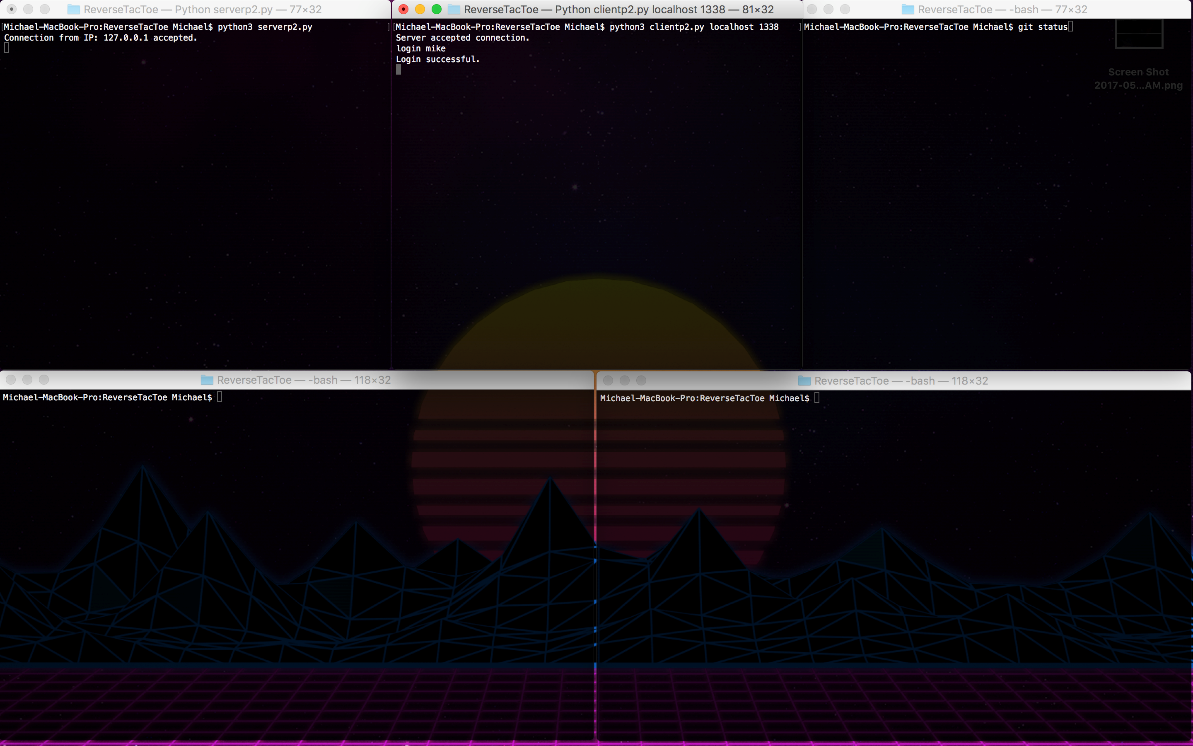 ReverseTacToe — Python serverp2.py — 77×32
Michael-MacBook-Pro:ReverseTacToe Michael$ python3 serverp2.py
Connection from IP: 127.0.0.1 accepted.
ReverseTacToe — Python clientp2.py localhost 1338 — 81×32
[Michael-MacBook-Pro:ReverseTacToe Michael$ python3 clientp2.py localhost 1338 ]
Server accepted connection.
login mike
Login successful.
ReverseTacToe — -bash — 77×32
[Michael-MacBook-Pro:ReverseTacToe Michael$ git status
Screen Shot
2017-05...AM.png
ReverseTacToe — -bash — 118×32
Michael-MacBook-Pro:ReverseTacToe Michael$
ReverseTacToe — -bash — 118×32
Michael-MacBook-Pro:ReverseTacToe Michael$